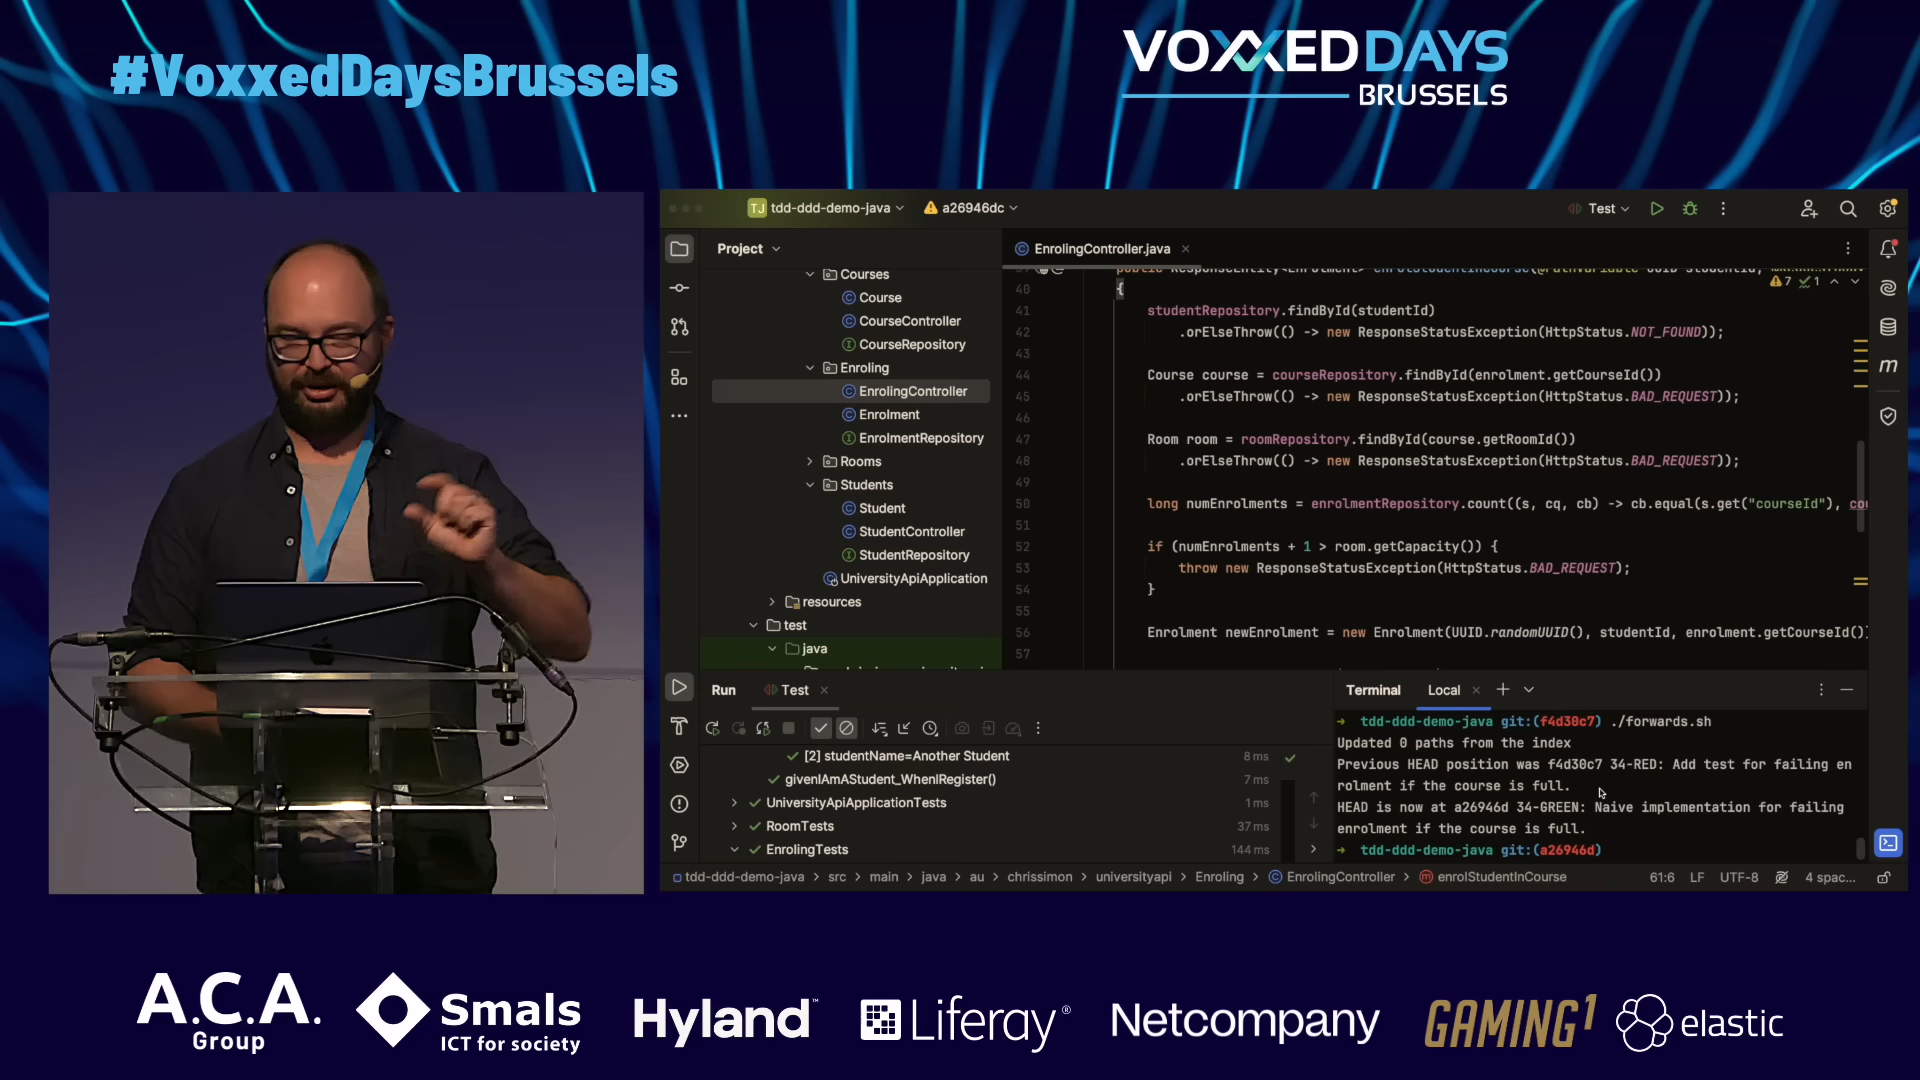 #VoxxedDaysBrussels
VOXXED DAYS
BRUSSELS
TJ tdd-ddd-demo-java
a26946dc
Test
Project
EnrolingController.java
Courses
Course
CourseController
CourseRepository
Enroling
EnrolingController
Enrolment
EnrolmentRepository
Rooms
Students
Student
StudentController
StudentRepository
UniversityApiApplication
resources
test
java
7 1
40 {
41 studentRepository.findById(studentId)
42 .orElseThrow(() -> new ResponseStatusException(HttpStatus.NOT_FOUND));
43
44 Course course = courseRepository.findById(enrolment.getCourseId())
45 .orElseThrow(() -> new ResponseStatusException(HttpStatus.BAD_REQUEST));
46
47 Room room = roomRepository.findById(course.getRoomId())
48 .orElseThrow(() -> new ResponseStatusException(HttpStatus.BAD_REQUEST));
49
50 long numEnrolments = enrolmentRepository.count((s, cq, cb) -> cb.equal(s.get("courseId"), cou
51
52 if (numEnrolments + 1 > room.getCapacity()) {
53 throw new ResponseStatusException(HttpStatus.BAD_REQUEST);
54 }
55
56 Enrolment newEnrolment = new Enrolment(UUID.randomUUID(), studentId, enrolment.getCourseId())
57
m
Run
Test
[2] studentName=Another Student 8 ms
givenIAmAStudent_WhenIRegister() 7 ms
UniversityApiApplicationTests 1 ms
RoomTests 37 ms
EnrolingTests 144 ms
Terminal
Local
tdd-ddd-demo-java git:(f4d30c7) ./forwards.sh
Updated 0 paths from the index
Previous HEAD position was f4d30c7 34-RED: Add test for failing en
rolment if the course is full.
HEAD is now at a26946d 34-GREEN: Naive implementation for failing
enrolment if the course is full.
tdd-ddd-demo-java git:(a26946d)
tdd-ddd-demo-java > src > main > java > au > chrissimon > universityapi > Enroling > EnrolingController > enrolStudentInCourse
61:6 LF UTF-8 4 spac...
A.C.A.
Group
Smals
ICT for society
Hyland™
Liferay®
Netcompany
GAMING1
elastic